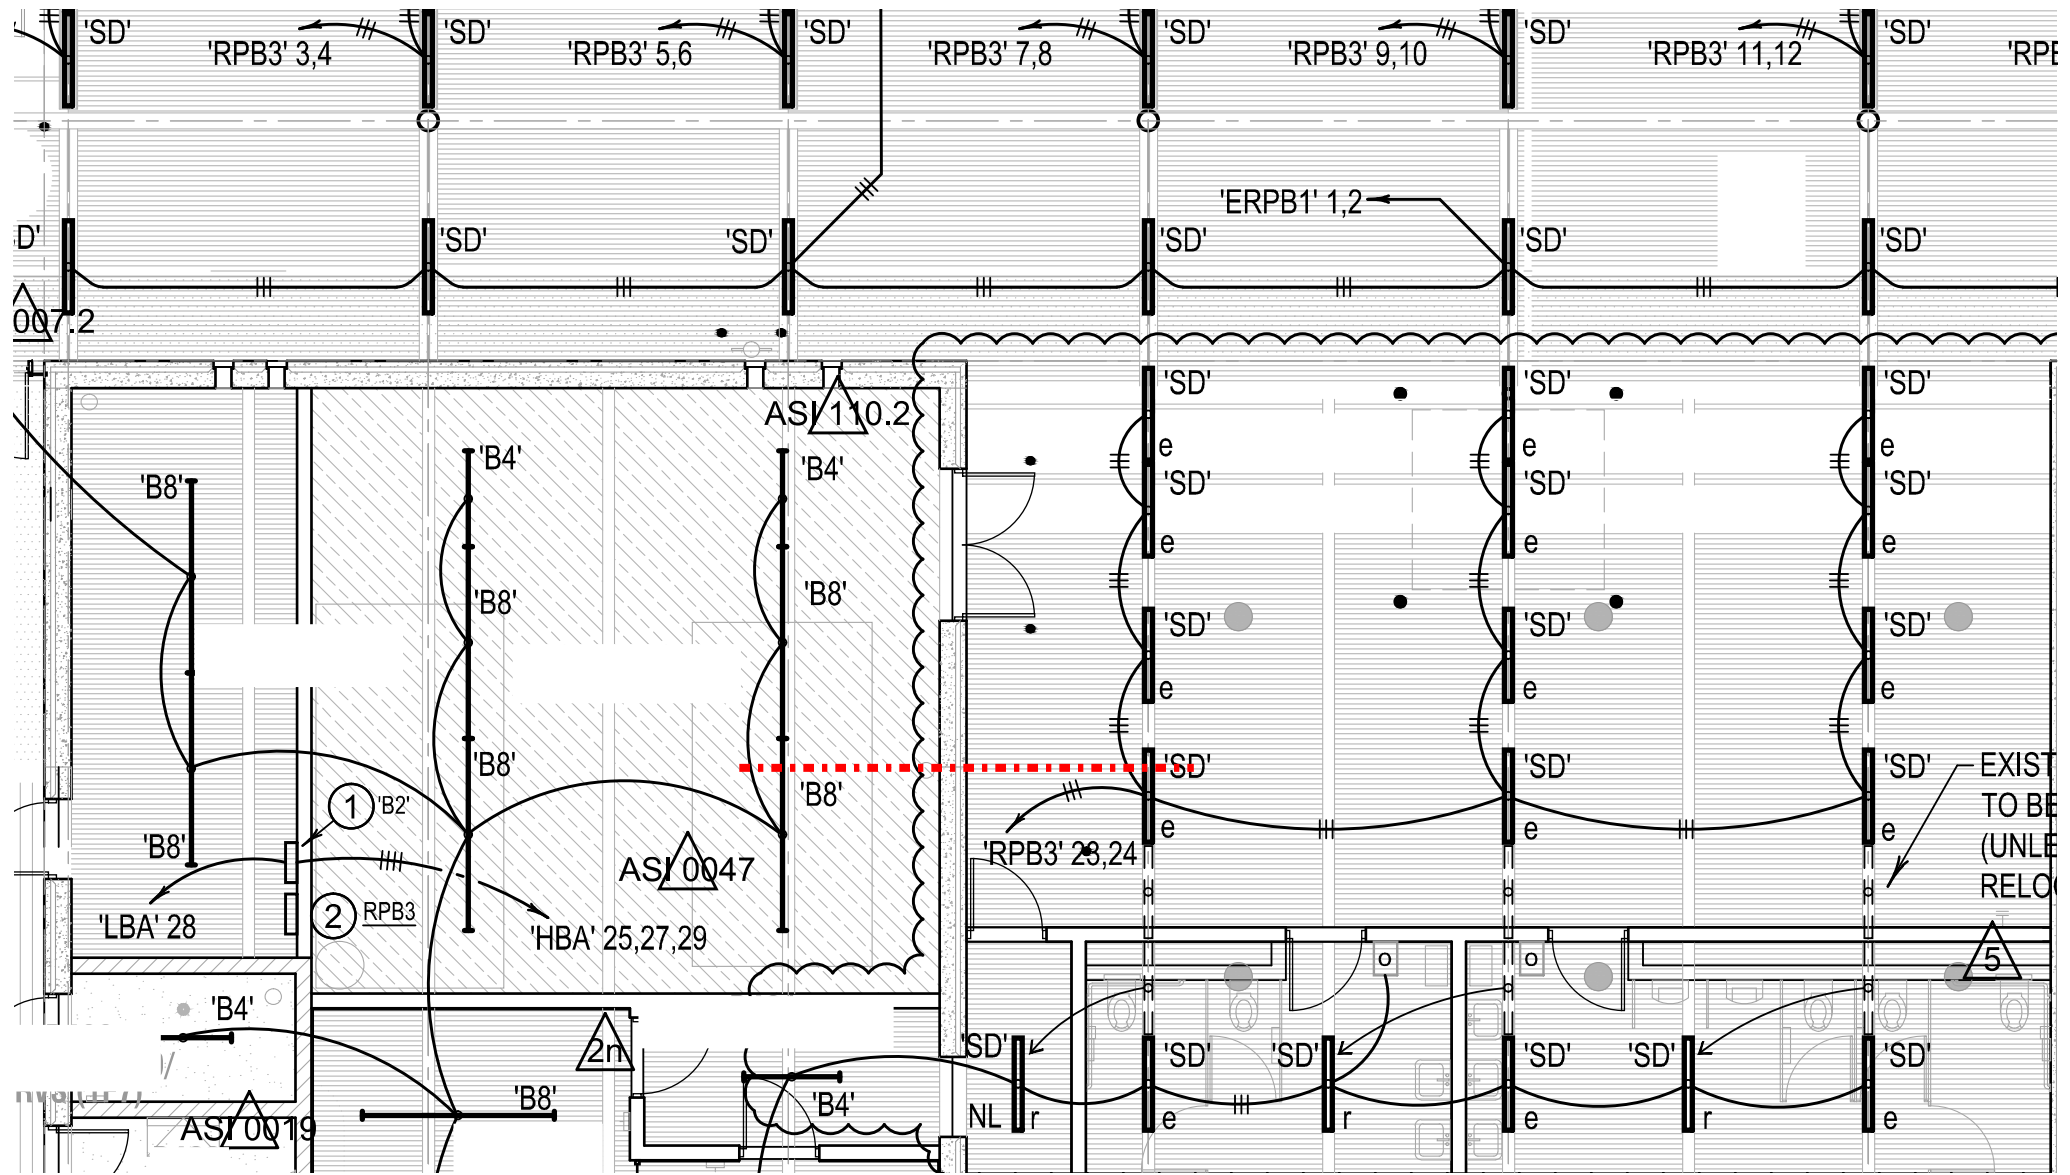 'SD' 'SD' 'SD' 'SD' 'SD' 'SD'
'RPB3' 3,4 'RPB3' 5,6 'RPB3' 7,8 'RPB3' 9,10 'RPB3' 11,12
'ERPB1' 1,2
'SD' 'SD' 'SD' 'SD' 'SD'
007.2
'SD' 'SD' 'SD'
ASI 110.2
e e e
'B4' 'B4'
'B8' 'SD' 'SD' 'SD'
e e e
'B8' 'B8'
'SD' 'SD' 'SD'
e e e
'B8' 'SD' 'SD' 'SD' EXIST
'B8'
1 'B2' TO BE
e e e
'B8' 'RPB3' 23,24
ASI 0047
RELOC
2 RPB3
'LBA' 28 'HBA' 25,27,29
o o 5
'B4'
2n 'SD' 'SD' 'SD' 'SD' 'SD' 'SD'
'B8' 'B4'
NL r e r e r e
ASI 0019